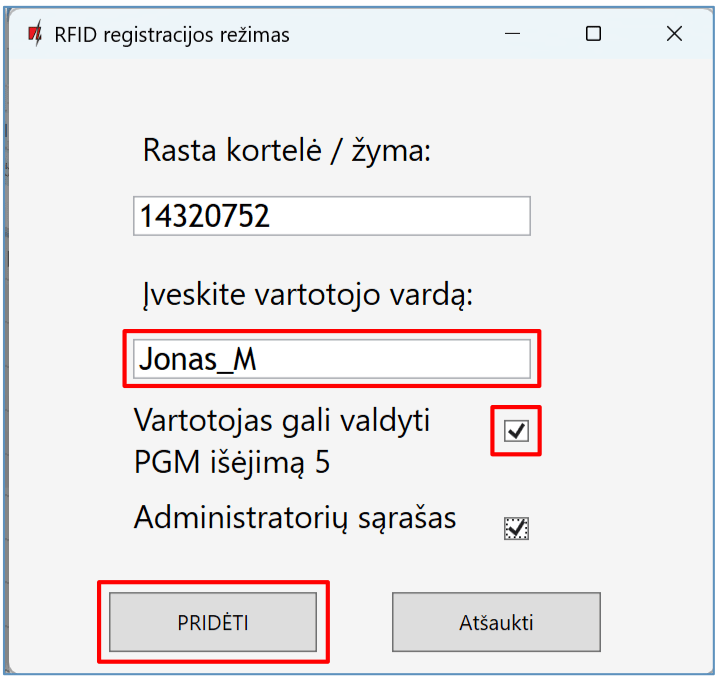 RFID registracijos režimas
Rasta kortelė / žyma:
14320752
Įveskite vartotojo vardą:
Jonas_M
Vartotojas gali valdyti
PGM išėjimą 5
Administratorių sąrašas
PRIDĖTI
Atšaukti